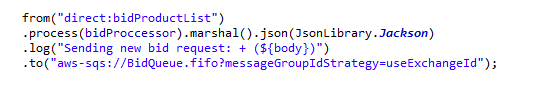 from("direct:bidProductList")
.process(bidProccessor).marshal().json(JsonLibrary.Jackson)
.log("Sending new bid request: + (${body})")
.to("aws-sqs://BidQueue.fifo?messageGroupIdStrategy=useExchangeId");